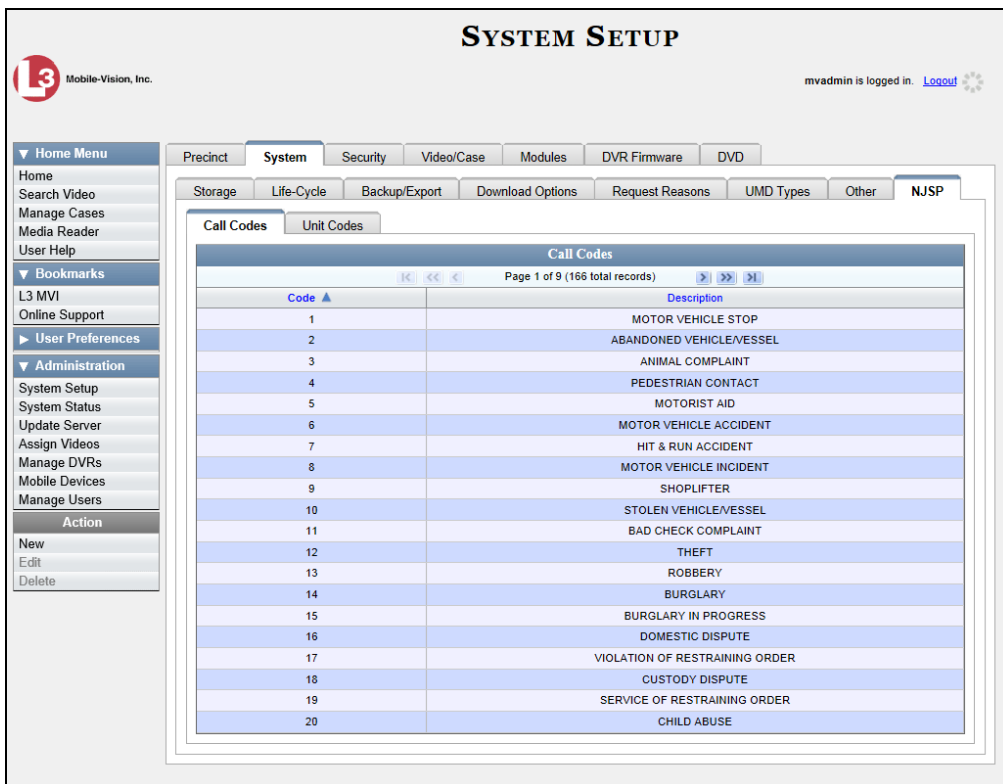 SYSTEM SETUP
L3 Mobile-Vision, Inc.
mvadmin is logged in. Logout
▼ Home Menu
Home
Search Video
Manage Cases
Media Reader
User Help
▼ Bookmarks
L3 MVI
Online Support
► User Preferences
▼ Administration
System Setup
System Status
Update Server
Assign Videos
Manage DVRs
Mobile Devices
Manage Users
Action
New
Edit
Delete
Precinct System Security Video/Case Modules DVR Firmware DVD
Storage Life-Cycle Backup/Export Download Options Request Reasons UMD Types Other NJSP
Call Codes Unit Codes
Call Codes
Page 1 of 9 (166 total records)
Code ▲ Description
1 MOTOR VEHICLE STOP
2 ABANDONED VEHICLE/VESSEL
3 ANIMAL COMPLAINT
4 PEDESTRIAN CONTACT
5 MOTORIST AID
6 MOTOR VEHICLE ACCIDENT
7 HIT & RUN ACCIDENT
8 MOTOR VEHICLE INCIDENT
9 SHOPLIFTER
10 STOLEN VEHICLE/VESSEL
11 BAD CHECK COMPLAINT
12 THEFT
13 ROBBERY
14 BURGLARY
15 BURGLARY IN PROGRESS
16 DOMESTIC DISPUTE
17 VIOLATION OF RESTRAINING ORDER
18 CUSTODY DISPUTE
19 SERVICE OF RESTRAINING ORDER
20 CHILD ABUSE